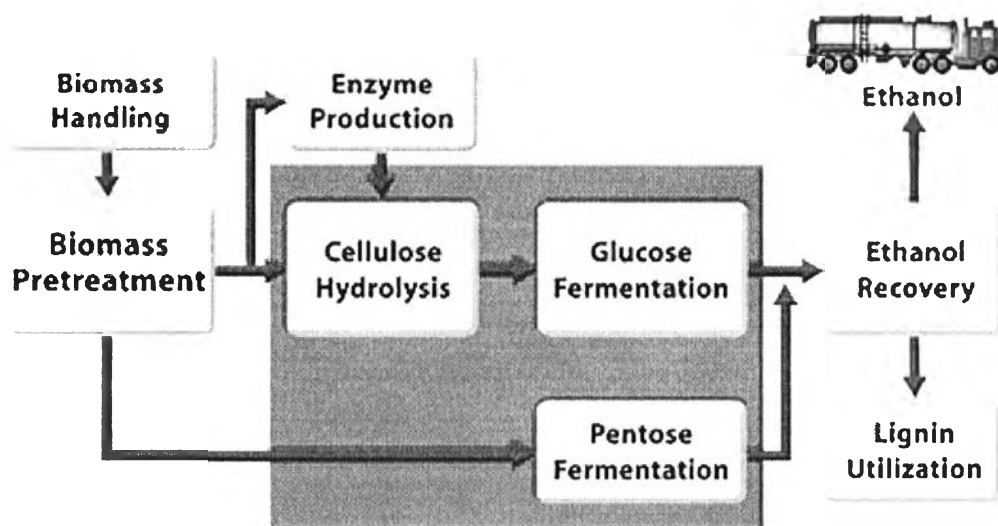 Biomass
Handling
Enzyme
Production
Ethanol
Biomass
Pretreatment
Cellulose
Hydrolysis
Glucose
Fermentation
Ethanol
Recovery
Pentose
Fermentation
Lignin
Utilization